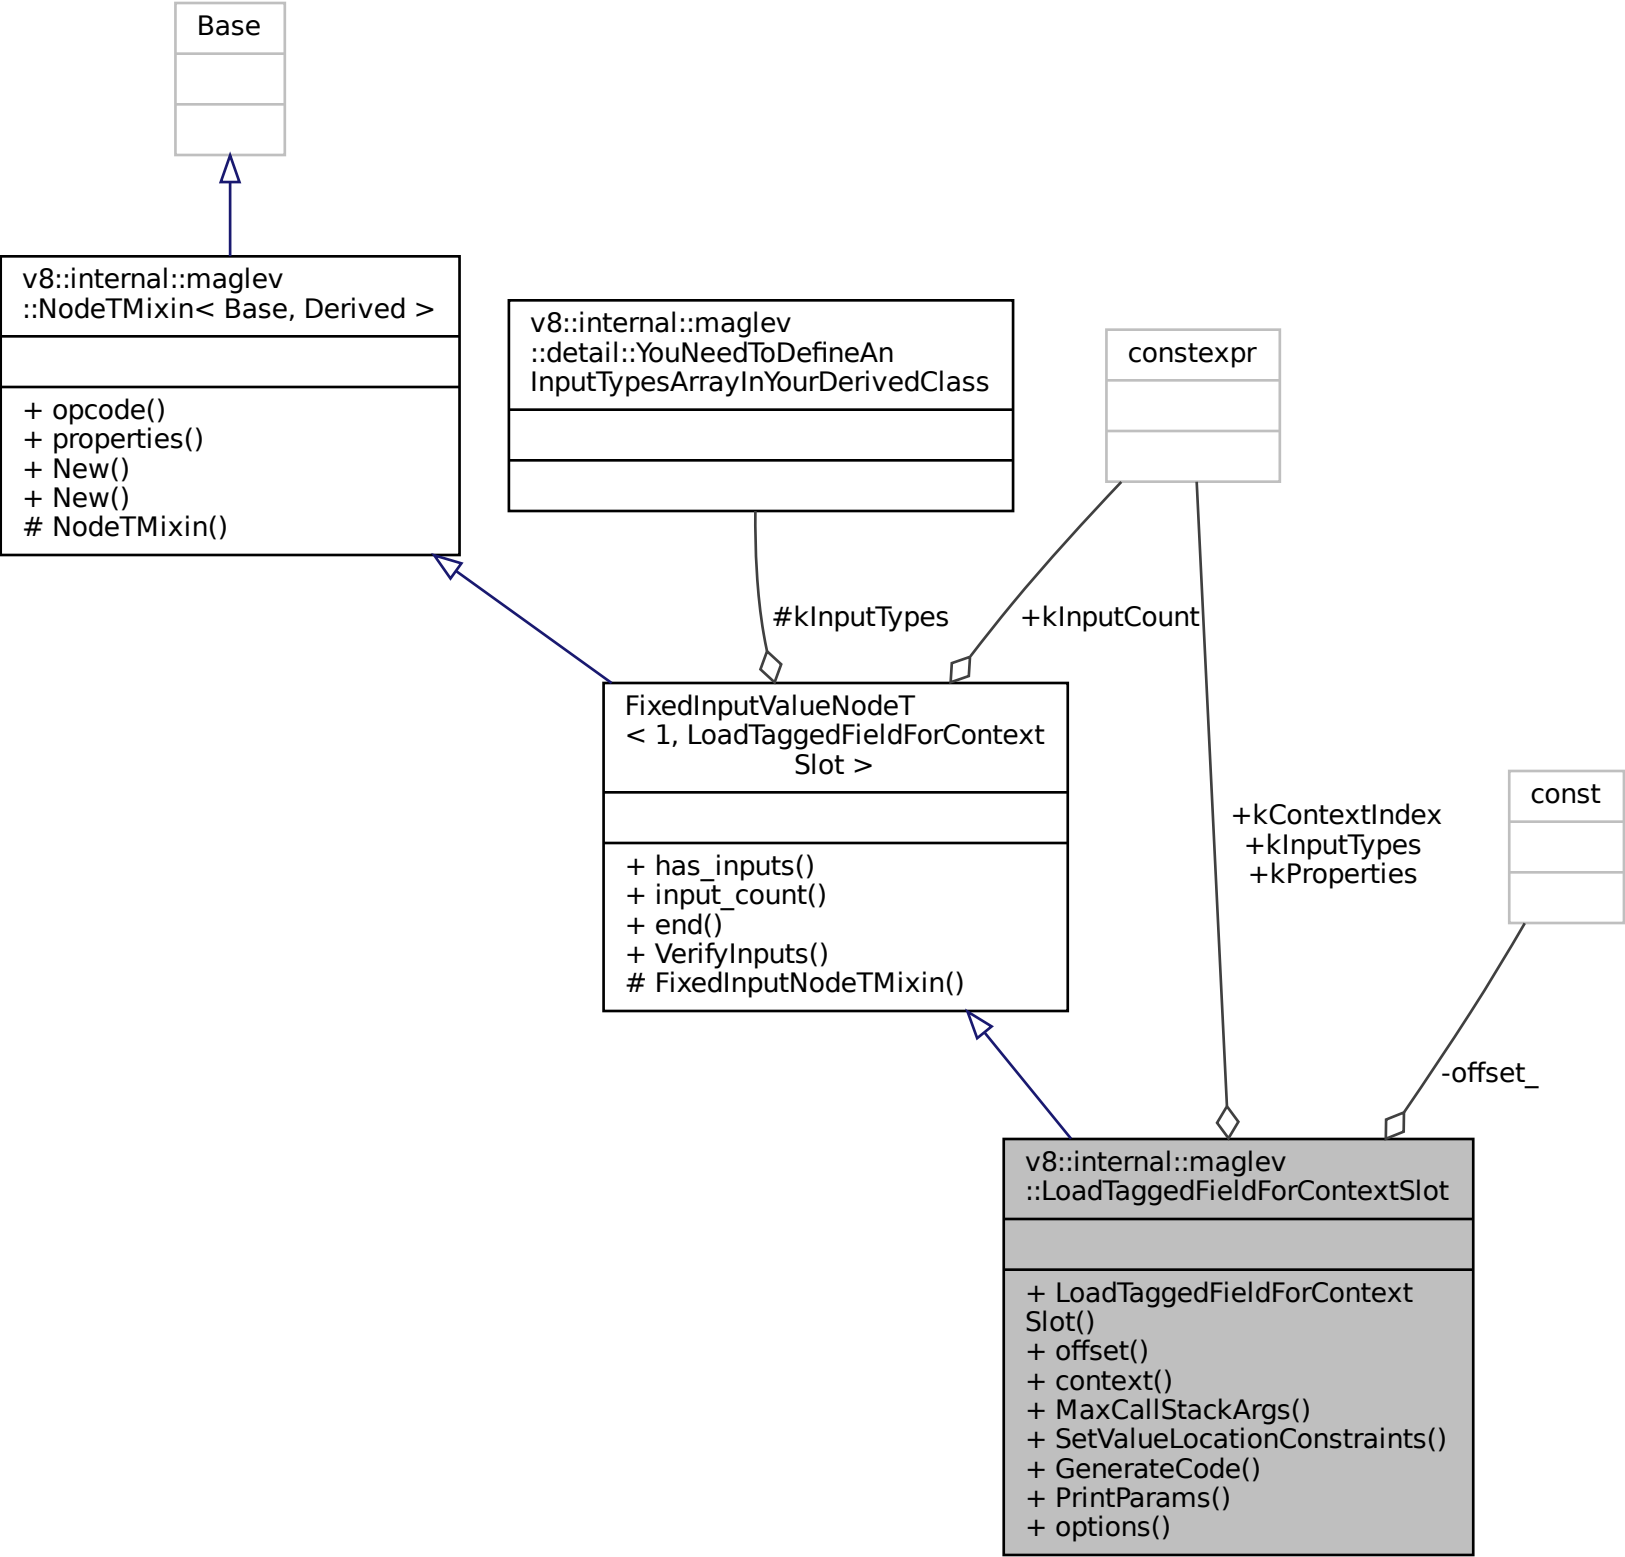 Base
v8::internal::maglev
::NodeTMixin< Base, Derived >
+ opcode()
+ properties()
+ New()
+ New()
# NodeTMixin()
v8::internal::maglev
::detail::YouNeedToDefineAn
InputTypesArrayInYourDerivedClass
constexpr
#kInputTypes
+kInputCount
FixedInputValueNodeT
< 1, LoadTaggedFieldForContext
Slot >
+ has_inputs()
+ input_count()
+ end()
+ VerifyInputs()
# FixedInputNodeTMixin()
+kContextIndex
+kInputTypes
+kProperties
const
-offset_
v8::internal::maglev
::LoadTaggedFieldForContextSlot
+ LoadTaggedFieldForContext
Slot()
+ offset()
+ context()
+ MaxCallStackArgs()
+ SetValueLocationConstraints()
+ GenerateCode()
+ PrintParams()
+ options()